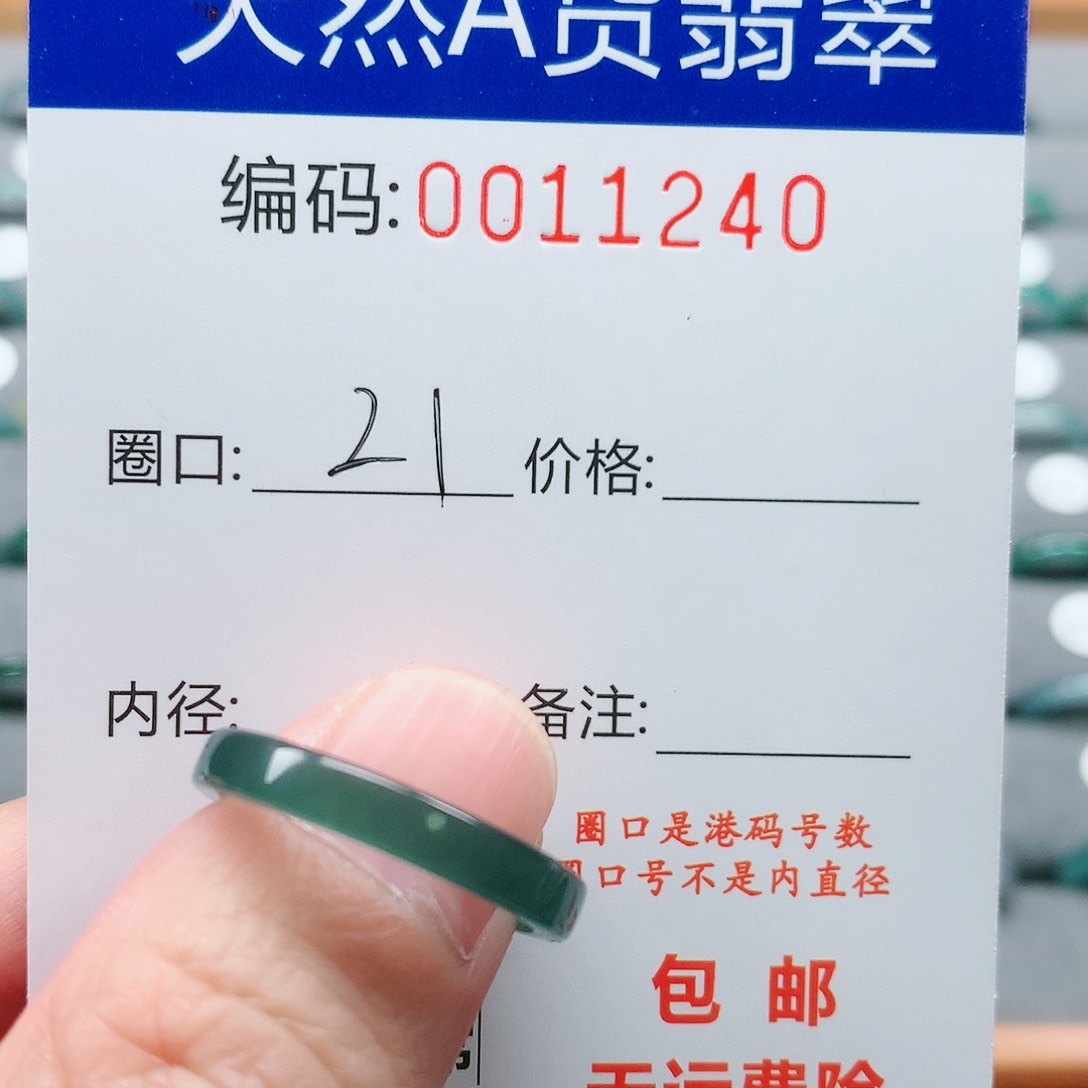 天然A货翡翠
编码:0011240
圈口: 21 价格:
内径: 备注:
圈口是港码号数
口号不是内直径
包邮